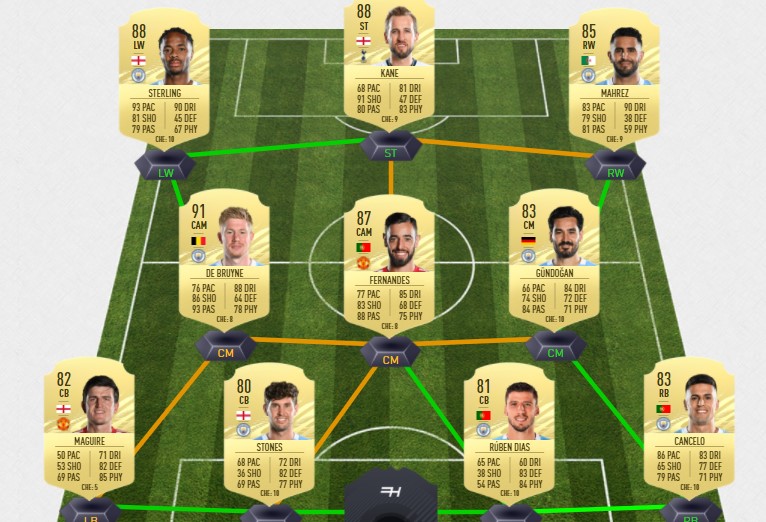 88
LW
STERLING
93 PAC 90 DRI
81 SHO 45 DEF
79 PAS 67 PHY
CHE: 10
LW
88
ST
KANE
68 PAC 81 DRI
91 SHO 47 DEF
80 PAS 83 PHY
CHE: 9
ST
85
RW
MAHREZ
83 PAC 90 DRI
79 SHO 38 DEF
81 PAS 59 PHY
CHE: 9
RW
91
CAM
DE BRUYNE
76 PAC 88 DRI
86 SHO 64 DEF
93 PAS 78 PHY
CHE: 8
CM
87
CAM
FERNANDES
77 PAC 85 DRI
83 SHO 68 DEF
88 PAS 75 PHY
CHE: 8
CM
83
CM
GÜNDOĞAN
66 PAC 84 DRI
74 SHO 72 DEF
84 PAS 71 PHY
CHE: 10
CM
82
CB
MAGUIRE
50 PAC 71 DRI
53 SHO 82 DEF
69 PAS 85 PHY
CHE: 5
LB
80
CB
STONES
68 PAC 72 DRI
36 SHO 82 DEF
69 PAS 77 PHY
CHE: 10
81
CB
RÚBEN DIAS
65 PAC 60 DRI
38 SHO 83 DEF
54 PAS 84 PHY
CHE: 10
83
RB
CANCELO
86 PAC 83 DRI
65 SHO 77 DEF
79 PAS 71 PHY
CHE: 10
RB